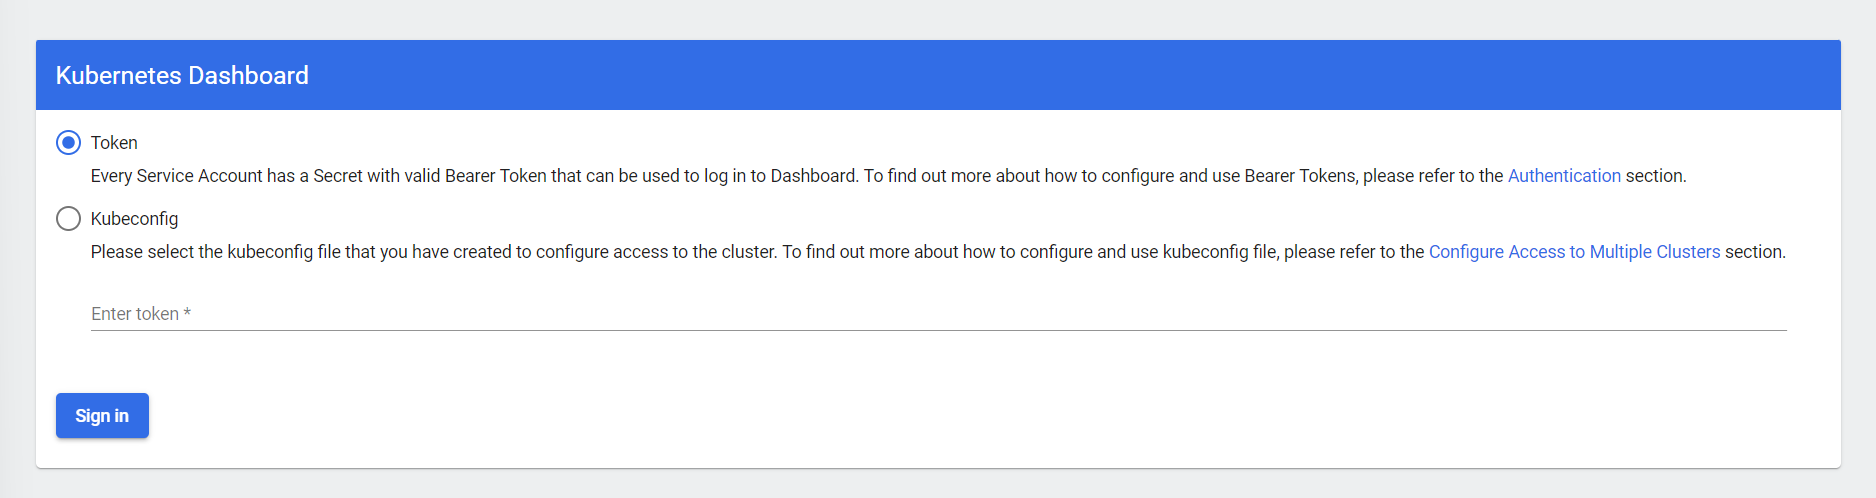 Kubernetes Dashboard
Token
Every Service Account has a Secret with valid Bearer Token that can be used to log in to Dashboard. To find out more about how to configure and use Bearer Tokens, please refer to the Authentication section.
Kubeconfig
Please select the kubeconfig file that you have created to configure access to the cluster. To find out more about how to configure and use kubeconfig file, please refer to the Configure Access to Multiple Clusters section.
Enter token *
Sign in